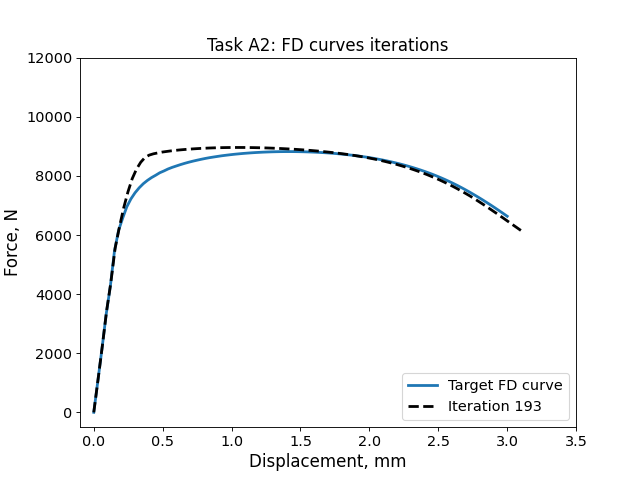 Task A2: FD curves iterations
12000
10000
8000
6000
4000
2000
0
Force, N
0.0 0.5 1.0 1.5 2.0 2.5 3.0 3.5
Displacement, mm
Target FD curve
Iteration 193